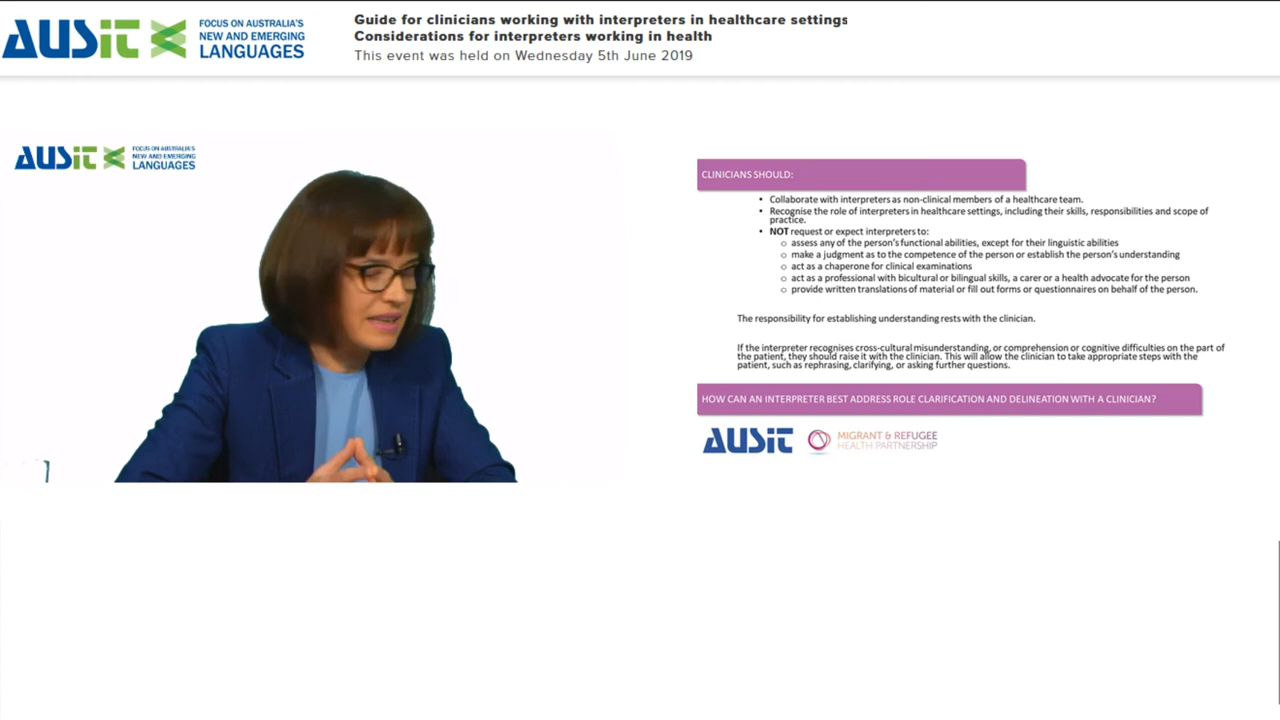 AUSiT
FOCUS ON AUSTRALIA'S
NEW AND EMERGING
LANGUAGES
Guide for clinicians working with interpreters in healthcare settings
Considerations for interpreters working in health
This event was held on Wednesday 5th June 2019
AUSiT
FOCUS ON AUSTRALIA'S
NEW AND EMERGING
LANGUAGES
CLINICIANS SHOULD:
• Collaborate with interpreters as non-clinical members of a healthcare team.
• Recognise the role of interpreters in healthcare settings, including their skills, responsibilities and scope of
practice.
• NOT request or expect interpreters to:
o assess any of the person's functional abilities, except for their linguistic abilities
o make a judgment as to the competence of the person or establish the person's understanding
o act as a chaperone for clinical examinations
o act as a professional with bicultural or bilingual skills, a carer or a health advocate for the person
o provide written translations of material or fill out forms or questionnaires on behalf of the person.
The responsibility for establishing understanding rests with the clinician.
If the interpreter recognises cross-cultural misunderstanding, or comprehension or cognitive difficulties on the part of
the patient, they should raise it with the clinician. This will allow the clinician to take appropriate steps with the
patient, such as rephrasing, clarifying, or asking further questions.
HOW CAN AN INTERPRETER BEST ADDRESS ROLE CLARIFICATION AND DELINEATION WITH A CLINICIAN?
AUSiT
MIGRANT & REFUGEE
HEALTH PARTNERSHIP